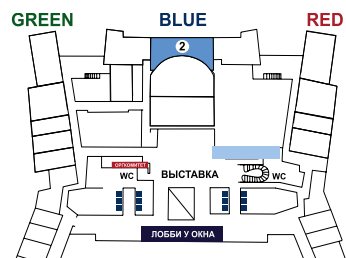 GREEN BLUE RED
2
ОРГКОМИТЕТ
WC ВЫСТАВКА WC
ЛОББИ У ОКНА